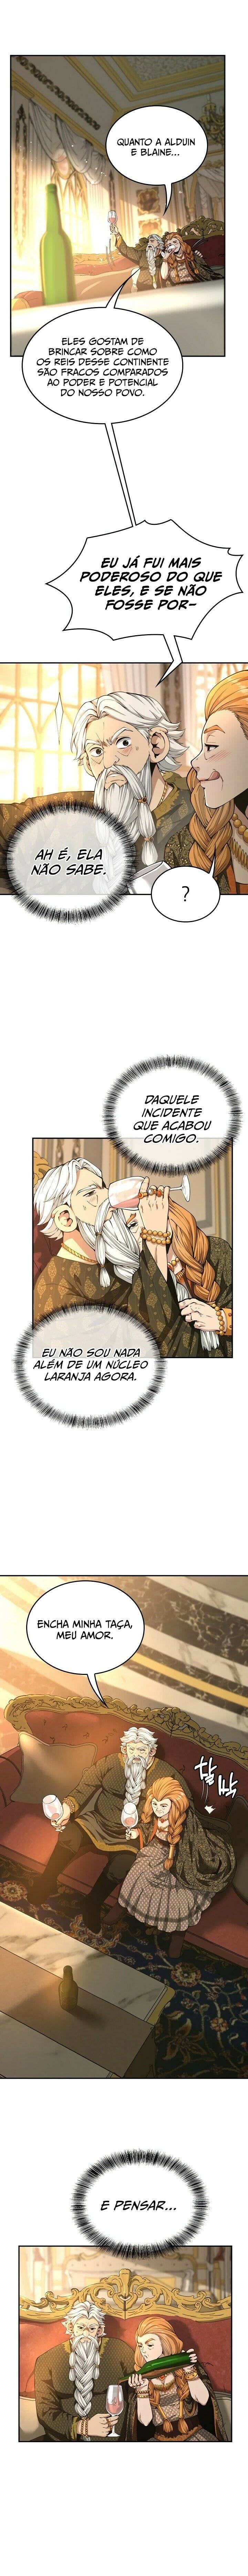 QUANTO A ALDUIN
E BLAINE...
ELES GOSTAM DE
BRINCAR SOBRE COMO
OS REIS DESSE CONTINENTE
SÃO FRACOS COMPARADOS
AO PODER E POTENCIAL
DO NOSSO POVO.
EU JÁ FUI MAIS
PODEROSO DO QUE
ELES, E SE NÃO
FOSSE POR-
AH É, ELA
NÃO SABE.
?
DAQUELE
INCIDENTE
QUE ACABOU
COMIGO.
EU NÃO SOU NADA
ALÉM DE UM NÚCLEO
LARANJA AGORA.
ENCHA MINHA TAÇA,
MEU AMOR.
E PENSAR...